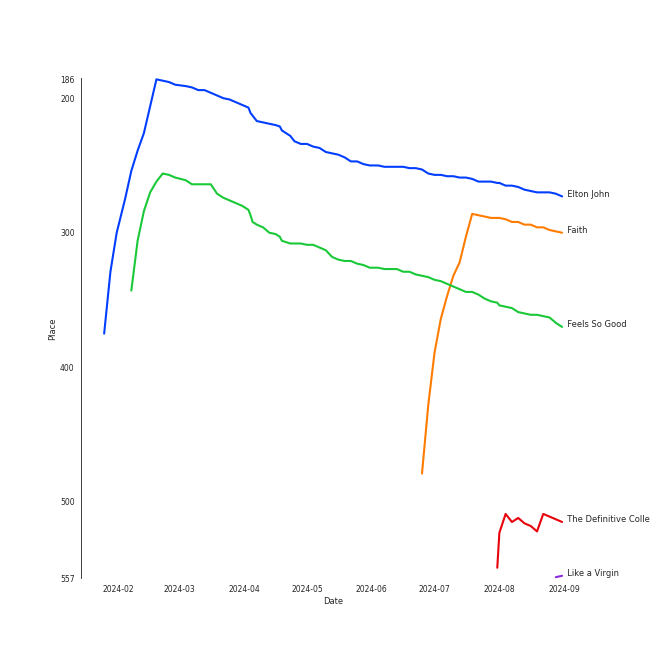 186
200
300
400
500
557
Place
2024-02
2024-03
2024-04
2024-05
2024-06
2024-07
2024-08
2024-09
Date
Elton John
Faith
Feels So Good
The Definitive Colle
Like a Virgin